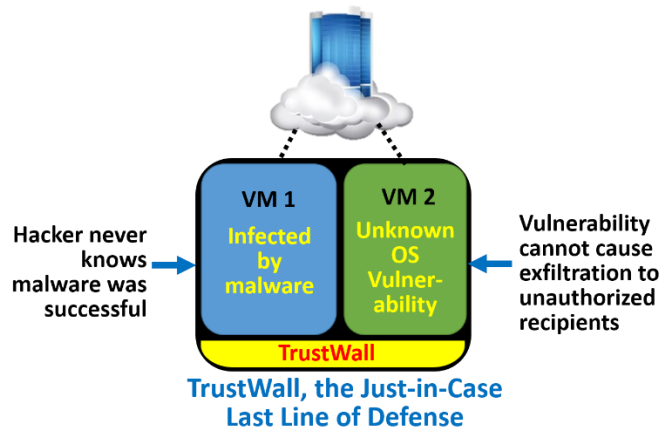 VM 1
Infected
by
malware
VM 2
Unknown
OS
Vulner-
ability
Hacker never
knows
malware was
successful
Vulnerability
cannot cause
exfiltration to
unauthorized
recipients
TrustWall
TrustWall, the Just-in-Case
Last Line of Defense